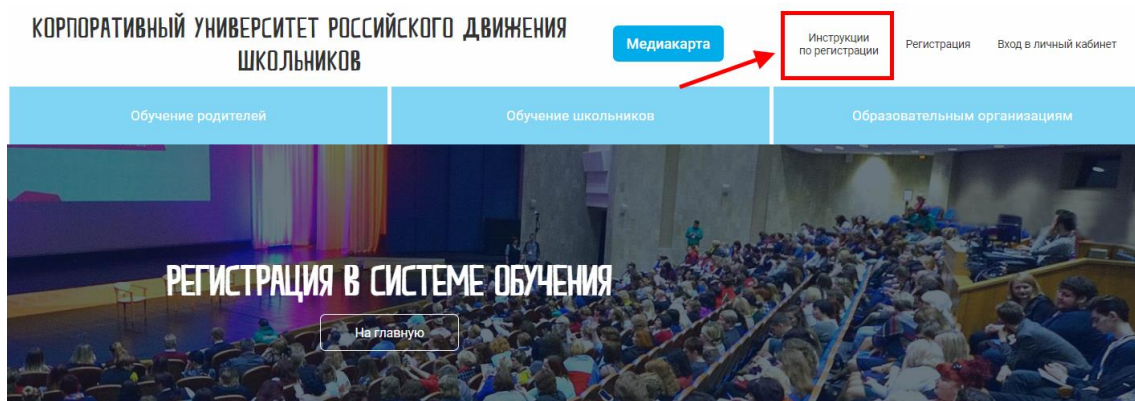 КОРПОРАТИВНЫЙ УНИВЕРСИТЕТ РОССИЙСКОГО ДВИЖЕНИЯ
ШКОЛЬНИКОВ
Медиакарта
Инструкции
по регистрации
Регистрация
Вход в личный кабинет
Обучение родителей
Обучение школьников
Образовательным организациям
РЕГИСТРАЦИЯ В СИСТЕМЕ ОБУЧЕНИЯ
На главную